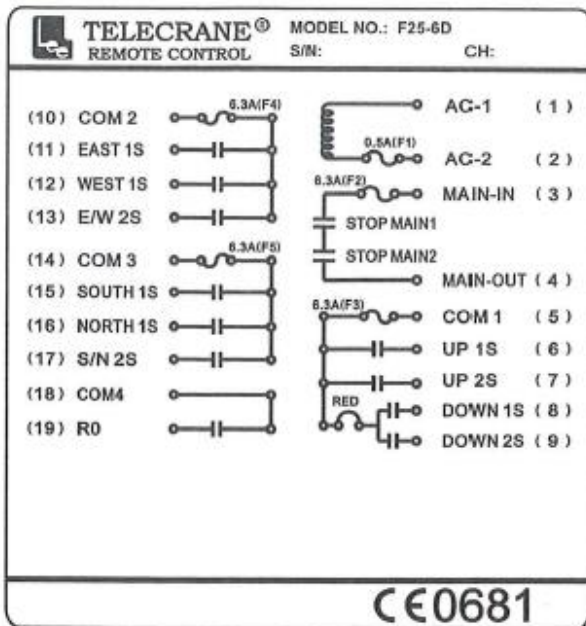 Lee TELECRANE® MODEL NO.: F25-6D
REMOTE CONTROL S/N: CH:
(10) COM 2 6.3A(F4)
(11) EAST 1S
(12) WEST 1S
(13) E/W 2S
(14) COM 3 6.3A(F5)
(15) SOUTH 1S
(16) NORTH 1S
(17) S/N 2S
(18) COM4
(19) R0
AC-1 (1)
0.5A(F1) AC-2 (2)
6.3A(F2) MAIN-IN (3)
STOP MAIN1
STOP MAIN2
MAIN-OUT (4)
6.3A(F3) COM 1 (5)
UP 1S (6)
UP 2S (7)
RED DOWN 1S (8)
DOWN 2S (9)
CE0681